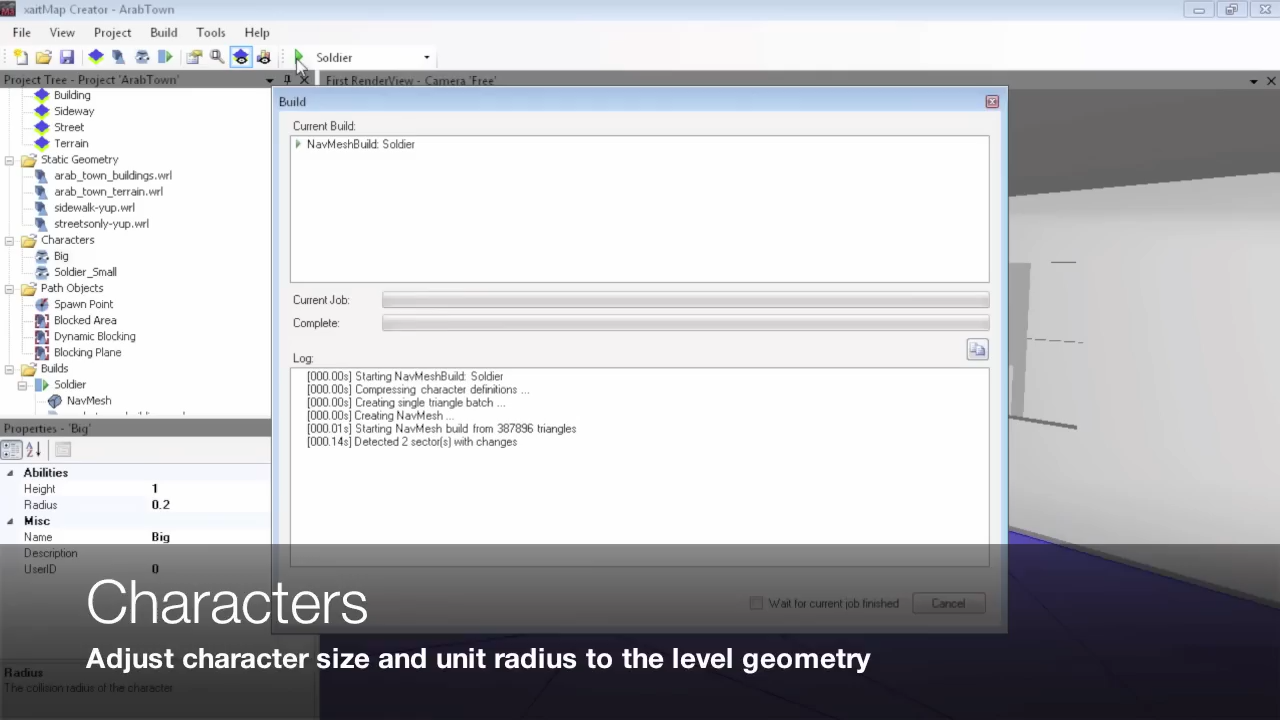 xaitMap Creator - ArabTown
File View Project Build Tools Help
Soldier
Project Tree - Project 'ArabTown'
First RenderView - Camera 'Free'
Building
Sideway
Street
Terrain
Static Geometry
arab_town_buildings.wrl
arab_town_terrain.wrl
sidewalk-yup.wrl
streetsonly-yup.wrl
Characters
Big
Soldier_Small
Path Objects
Spawn Point
Blocked Area
Dynamic Blocking
Blocking Plane
Builds
Soldier
NavMesh
Properties - 'Big'
Abilities
Height 1
Radius 0.2
Misc
Name Big
Description
UserID 0
Radius
The collision radius of the character
Build
Current Build:
NavMeshBuild: Soldier
Current Job:
Complete:
Log:
[000.00s] Starting NavMeshBuild: Soldier
[000.00s] Compressing character definitions ...
[000.00s] Creating single triangle batch ...
[000.00s] Creating NavMesh ...
[000.01s] Starting NavMesh build from 387896 triangles
[000.14s] Detected 2 sector(s) with changes
Wait for current job finished
Cancel
Characters
Adjust character size and unit radius to the level geometry